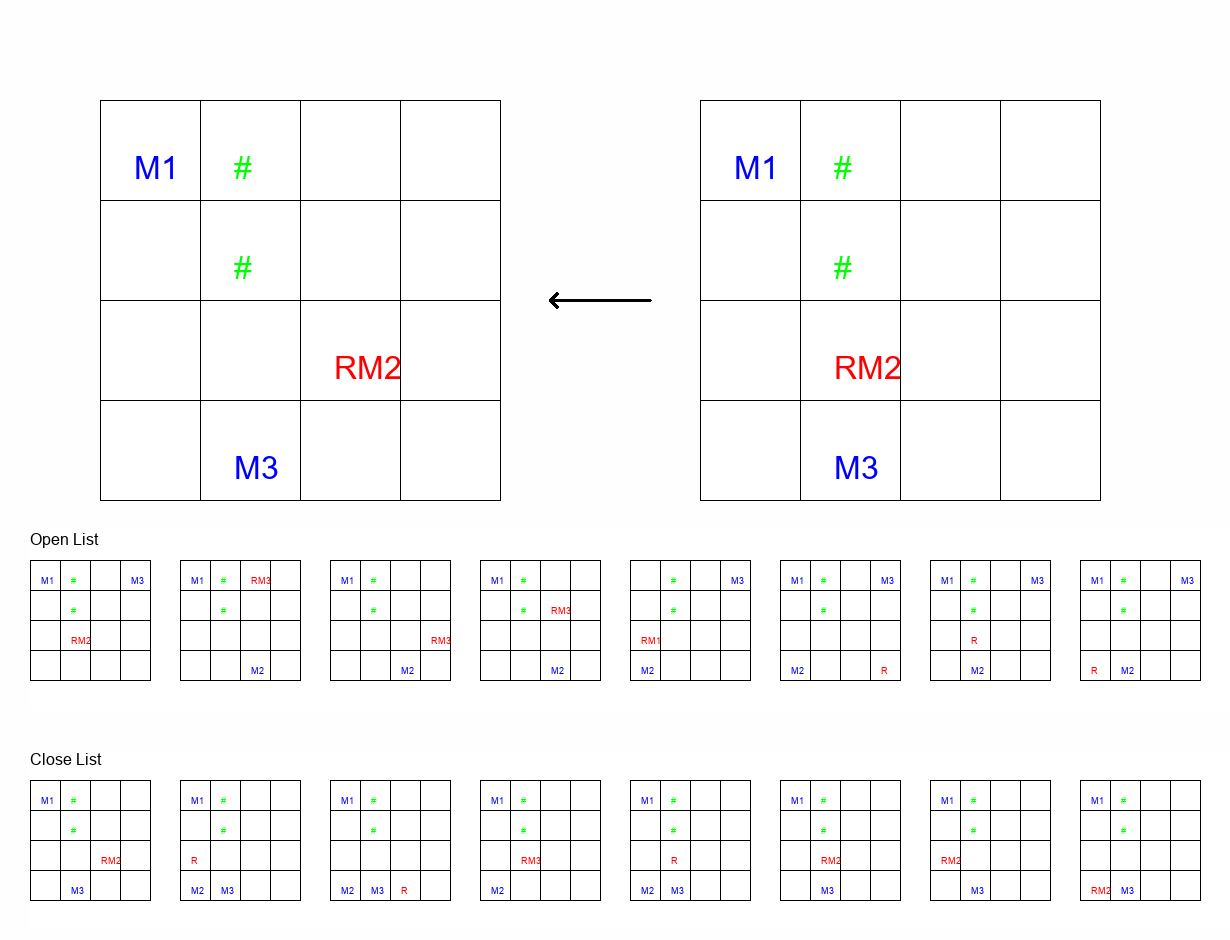 M1 # M1 #
# #
RM2 RM2
M3 M3
Open List
M1 # M3 M1 # RM3 M1 # M1 # # M3 M1 # M3 M1 # M3 M1 # M3
# # # # RM3 # # # #
RM2 RM3 RM1 R
M2 M2 M2 M2 M2 R M2 R M2
Close List
M1 # M1 # M1 # M1 # M1 # M1 # M1 # M1 #
# # # # # # # #
RM2 R RM3 R RM2 RM2
M3 M2 M3 M2 M3 R M2 M2 M3 M3 M3 RM2 M3